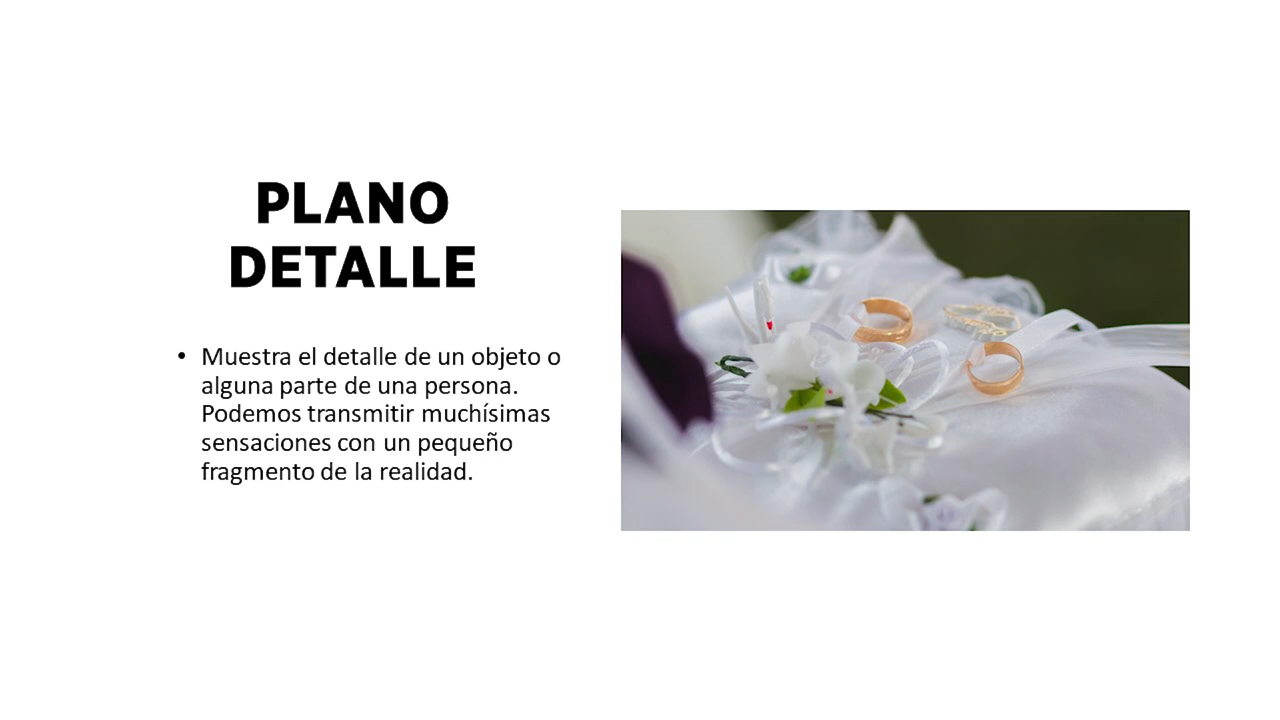 PLANO
DETALLE
• Muestra el detalle de un objeto o
alguna parte de una persona.
Podemos transmitir muchísimas
sensaciones con un pequeño
fragmento de la realidad.